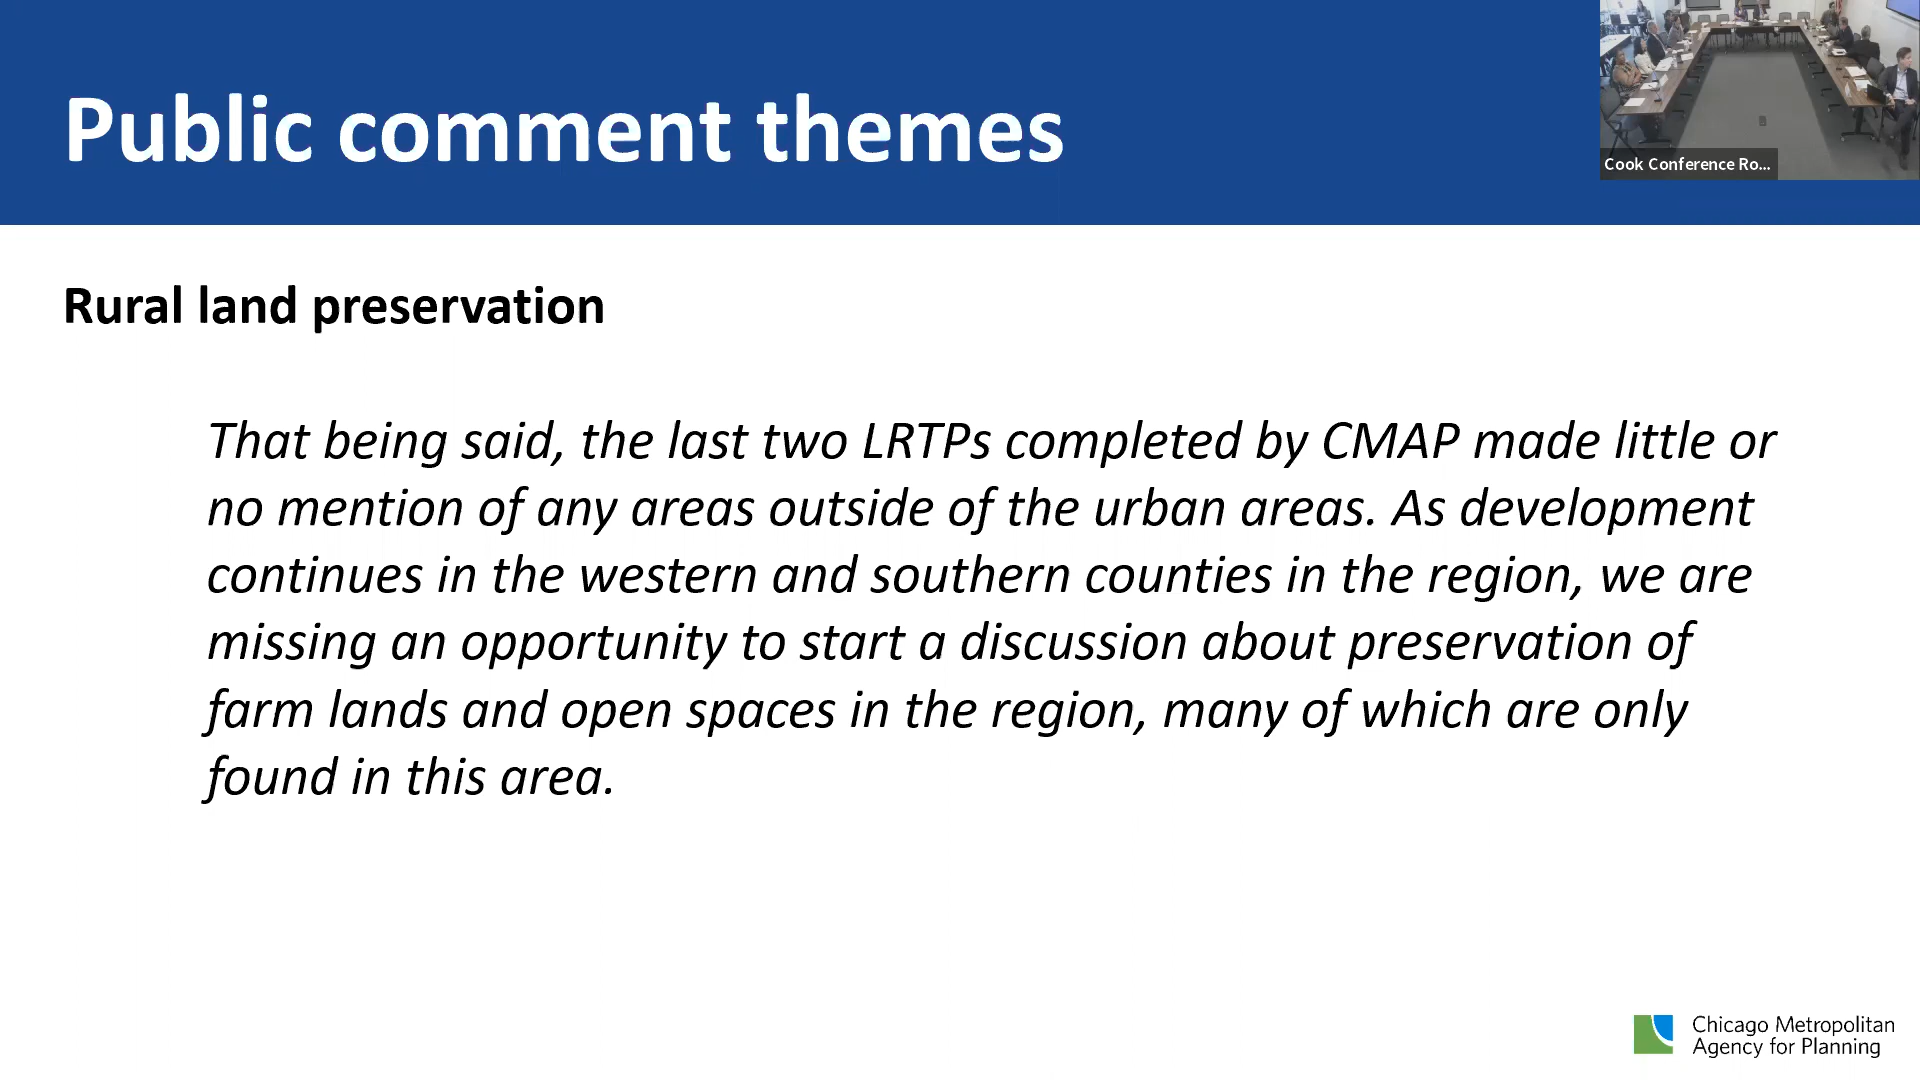 Public comment themes
Cook Conference Ro...
Rural land preservation
That being said, the last two LRTPs completed by CMAP made little or
no mention of any areas outside of the urban areas. As development
continues in the western and southern counties in the region, we are
missing an opportunity to start a discussion about preservation of
farm lands and open spaces in the region, many of which are only
found in this area.
Chicago Metropolitan
Agency for Planning